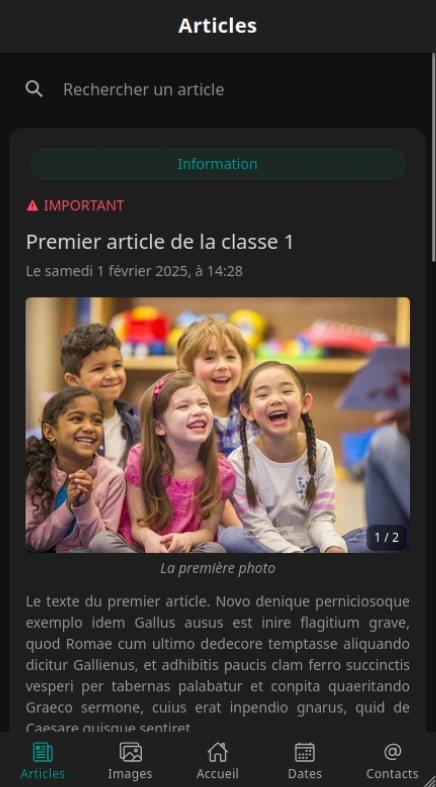 Articles
Rechercher un article
Information
IMPORTANT
Premier article de la classe 1
Le samedi 1 février 2025, à 14:28
1 / 2
La première photo
Le texte du premier article. Novo denique perniciosoque
exemplo idem Gallus ausus est inire flagitium grave,
quod Romae cum ultimo dedecore temptasse aliquando
dicitur Gallienus, et adhibitis paucis clam ferro succinctis
vesperi per tabernas palabatur et conpita quaeritando
Graeco sermone, cuius erat inpendio gnarus, quid de
Caesare quisque sentiret.
Articles Images Accueil Dates Contacts